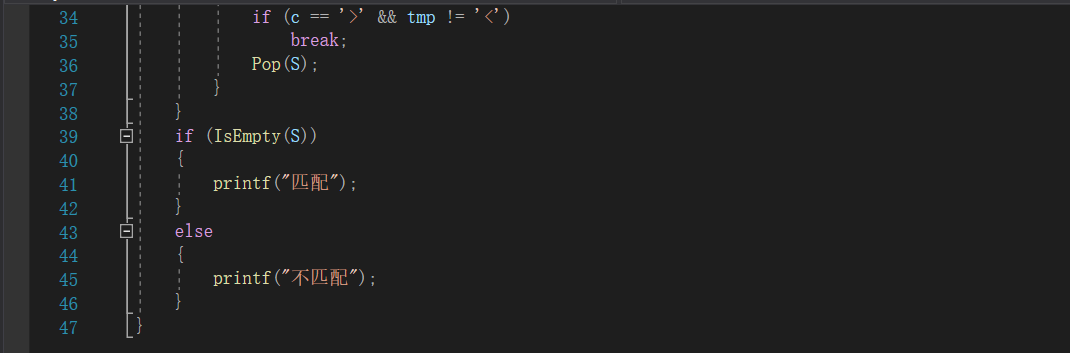 34 if (c == '>' && tmp != '<')
35 break;
36 Pop(S);
37 }
38 }
39 if (IsEmpty(S))
40 {
41 printf("匹配");
42 }
43 else
44 {
45 printf("不匹配");
46 }
47 }